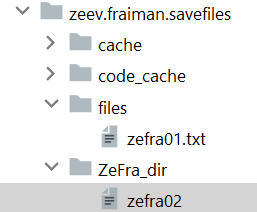 zeev.fraiman.savefiles
cache
code_cache
files
zefra01.txt
ZeFra_dir
zefra02